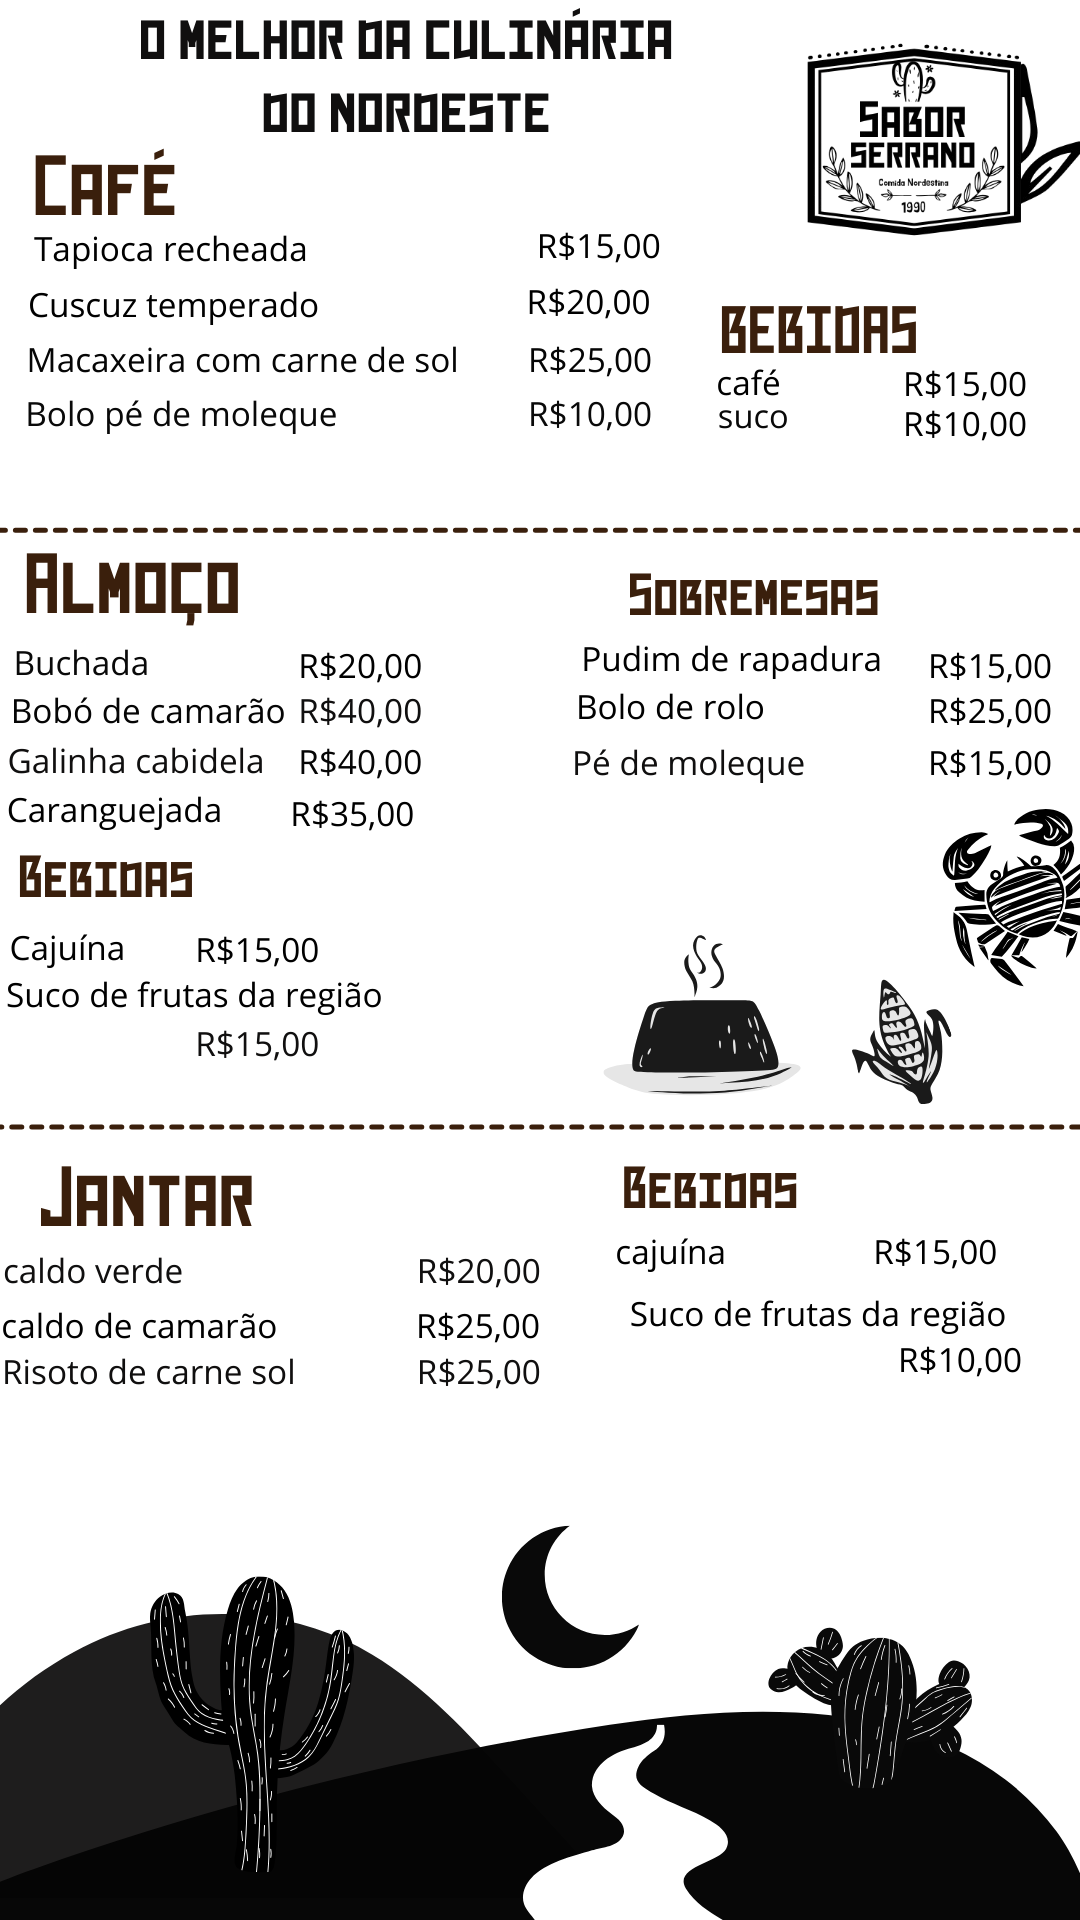 O MELHOR DA CULINÁRIA
DO NORDESTE
SABOR
SERRANO
Comida Nordestina
1990
CAFÉ
Tapioca recheada R$15,00
Cuscuz temperado R$20,00
Macaxeira com carne de sol R$25,00
Bolo pé de moleque R$10,00
BEBIDAS
café R$15,00
suco R$10,00
ALMOÇO
Buchada R$20,00
Bobó de camarão R$40,00
Galinha cabidela R$40,00
Caranguejada R$35,00
BEBIDAS
Cajuína R$15,00
Suco de frutas da região
R$15,00
SOBREMESAS
Pudim de rapadura R$15,00
Bolo de rolo R$25,00
Pé de moleque R$15,00
JANTAR
caldo verde R$20,00
caldo de camarão R$25,00
Risoto de carne sol R$25,00
BEBIDAS
cajuína R$15,00
Suco de frutas da região
R$10,00